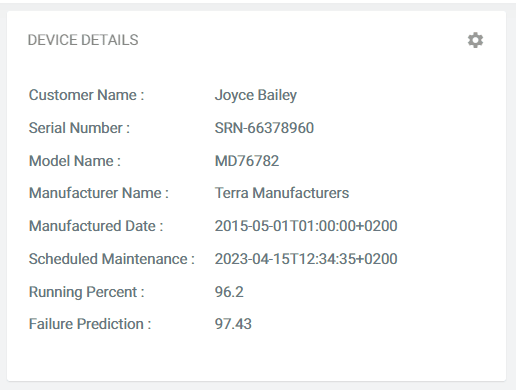 DEVICE DETAILS
Customer Name : Joyce Bailey
Serial Number : SRN-66378960
Model Name : MD76782
Manufacturer Name : Terra Manufacturers
Manufactured Date : 2015-05-01T01:00:00+0200
Scheduled Maintenance : 2023-04-15T12:34:35+0200
Running Percent : 96.2
Failure Prediction : 97.43